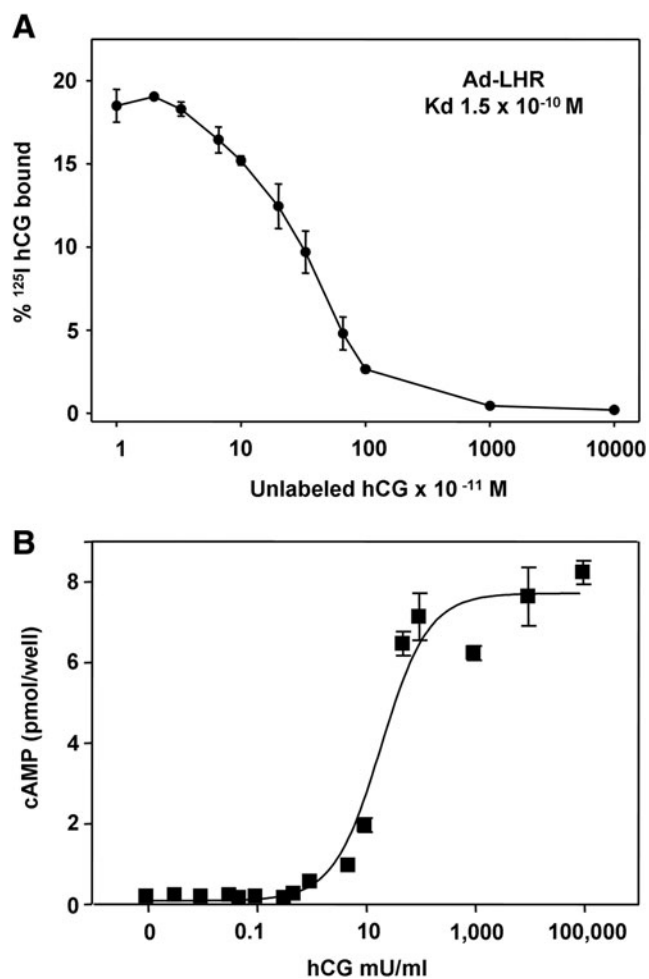 A
Ad-LHR
Kd 1.5 x 10⁻¹⁰ M
% ¹²⁵I hCG bound
20
15
10
5
0
1 10 100 1000 10000
Unlabeled hCG x 10 ⁻¹¹ M
B
cAMP (pmol/well)
8
6
4
2
0
0 0.1 10 1,000 100,000
hCG mU/ml